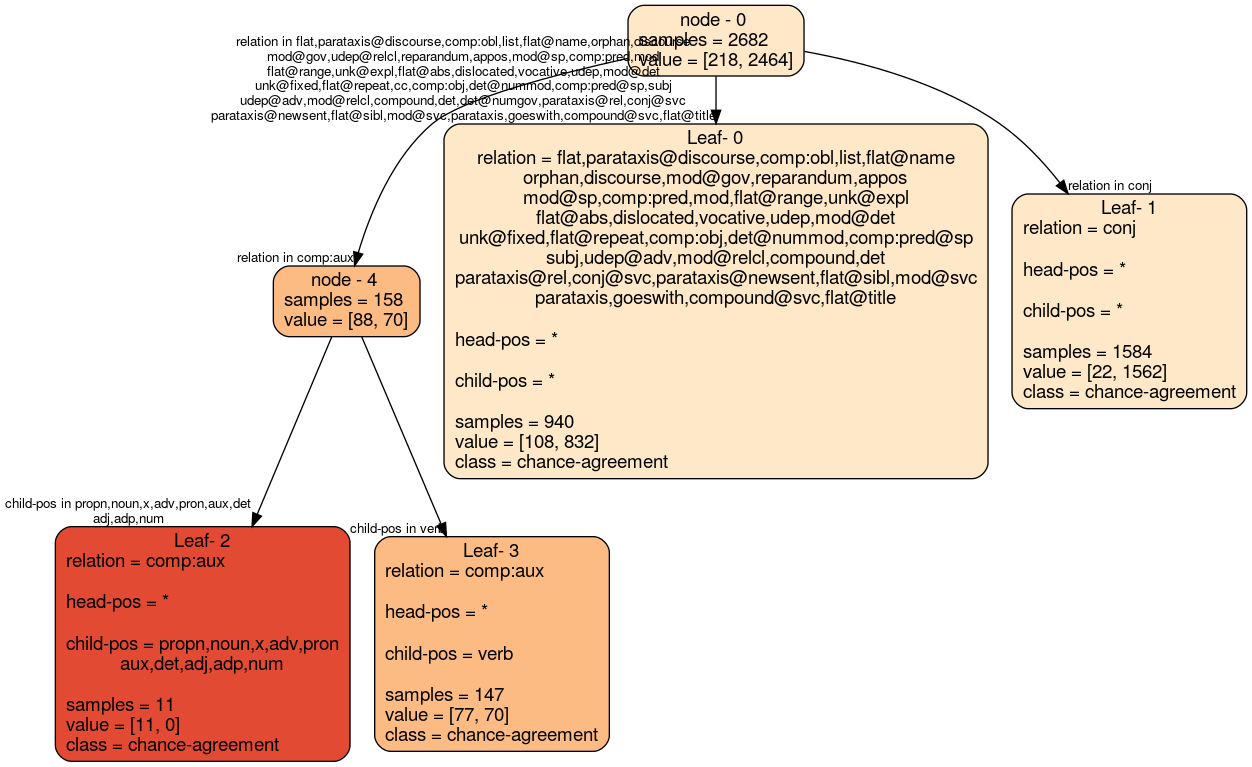 node - 0
samples = 2682
value = [218, 2464]
relation in flat,parataxis@discourse,comp:obl,list,flat@name,orphan,discourse
mod@gov,udep@relcl,reparandum,appos,mod@sp,comp:pred,mod
flat@range,unk@expl,flat@abs,dislocated,vocative,udep,mod@det
unk@fixed,flat@repeat,cc,comp:obj,det@nummod,comp:pred@sp,subj
udep@adv,mod@relcl,compound,det,det@numgov,parataxis@rel,conj@svc
parataxis@newsent,flat@sibl,mod@svc,parataxis,goeswith,compound@svc,flat@title
Leaf- 0
relation = flat,parataxis@discourse,comp:obl,list,flat@name
orphan,discourse,mod@gov,reparandum,appos
mod@sp,comp:pred,mod,flat@range,unk@expl
flat@abs,dislocated,vocative,udep,mod@det
unk@fixed,flat@repeat,comp:obj,det@nummod,comp:pred@sp
subj,udep@adv,mod@relcl,compound,det
parataxis@rel,conj@svc,parataxis@newsent,flat@sibl,mod@svc
parataxis,goeswith,compound@svc,flat@title
head-pos = *
child-pos = *
samples = 940
value = [108, 832]
class = chance-agreement
relation in conj
Leaf- 1
relation = conj
head-pos = *
child-pos = *
samples = 1584
value = [22, 1562]
class = chance-agreement
relation in comp:aux
node - 4
samples = 158
value = [88, 70]
child-pos in propn,noun,x,adv,pron,aux,det
adj,adp,num
Leaf- 2
relation = comp:aux
head-pos = *
child-pos = propn,noun,x,adv,pron
aux,det,adj,adp,num
samples = 11
value = [11, 0]
class = chance-agreement
child-pos in verb
Leaf- 3
relation = comp:aux
head-pos = *
child-pos = verb
samples = 147
value = [77, 70]
class = chance-agreement